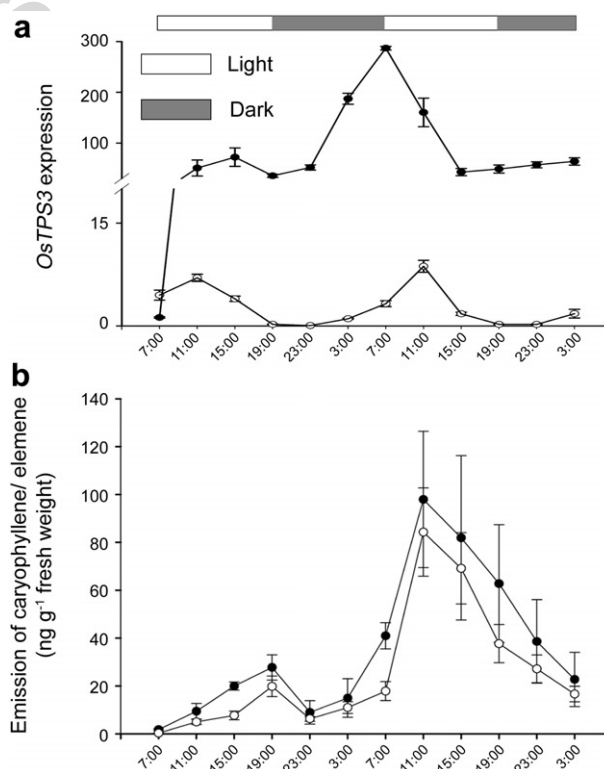 a
Light
Dark
OsTPS3 expression
300
200
100
15
0
7:00 11:00 15:00 19:00 23:00 3:00 7:00 11:00 15:00 19:00 23:00 3:00
b
Emission of caryophyllene/ elemene
(ng g-1 fresh weight)
140
120
100
80
60
40
20
0
7:00 11:00 15:00 19:00 23:00 3:00 7:00 11:00 15:00 19:00 23:00 3:00